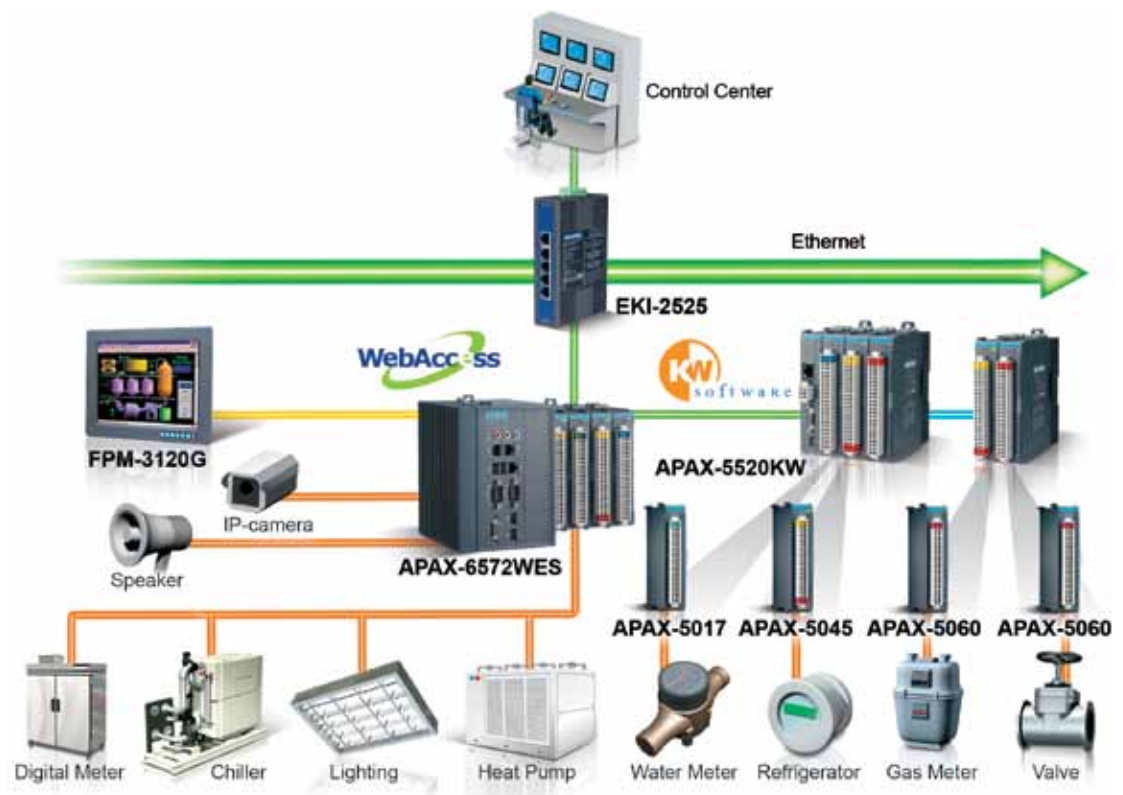 Control Center
Ethernet
EKI-2525
WebAccess
KW
software
FPM-3120G
APAX-5520KW
IP-camera
Speaker
APAX-6572WES
APAX-5017
APAX-5045
APAX-5060
APAX-5060
Digital Meter
Chiller
Lighting
Heat Pump
Water Meter
Refrigerator
Gas Meter
Valve